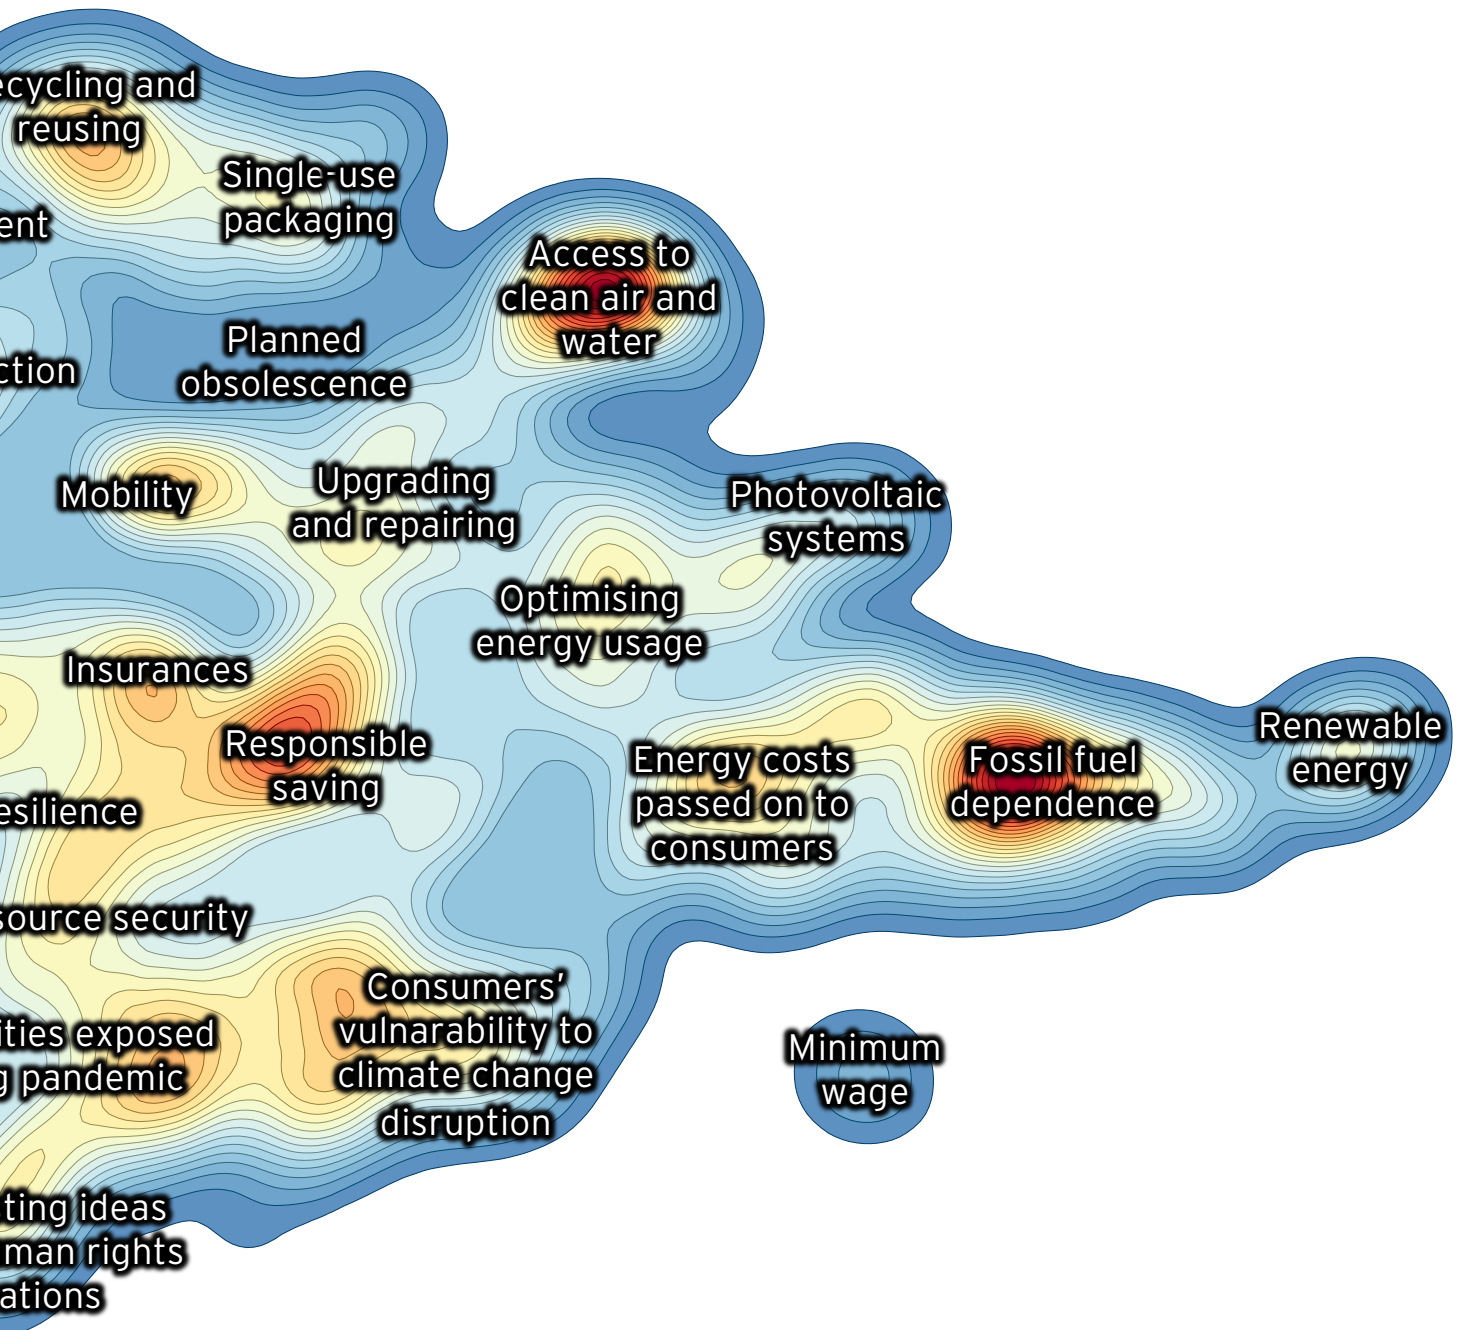 ecycling and
reusing
Single-use
packaging
ent
Access to
clean air and
water
Planned
obsolescence
ction
Mobility
Upgrading
and repairing
Photovoltaic
systems
Optimising
energy usage
Insurances
Responsible
saving
Energy costs
passed on to
consumers
Fossil fuel
dependence
Renewable
energy
esilience
source security
Consumers'
vulnarability to
climate change
disruption
ities exposed
g pandemic
Minimum
wage
ting ideas
man rights
ations